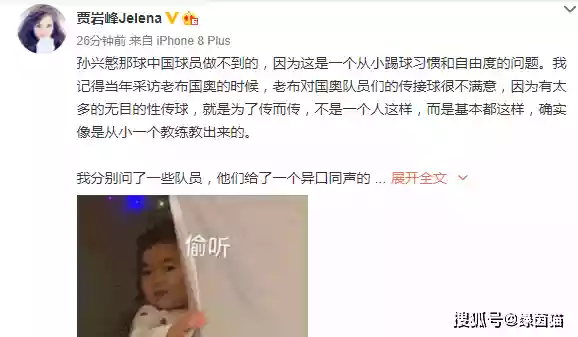 贾岩峰Jelena
26分钟前 来自 iPhone 8 Plus
孙兴慜那球中国球员做不到的，因为这是一个从小踢球习惯和自由度的问题。我
记得当年采访老布国奥的时候，老布对国奥队员们的传接球很不满意，因为有太
多的无目的性传球，就是为了传而传，不是一个人这样，而是基本都这样，确实
像是从小一个教练教出来的。
我分别问了一些队员，他们给了一个异口同声的 ... 展开全文
偷听
搜狐号@绿茵猫